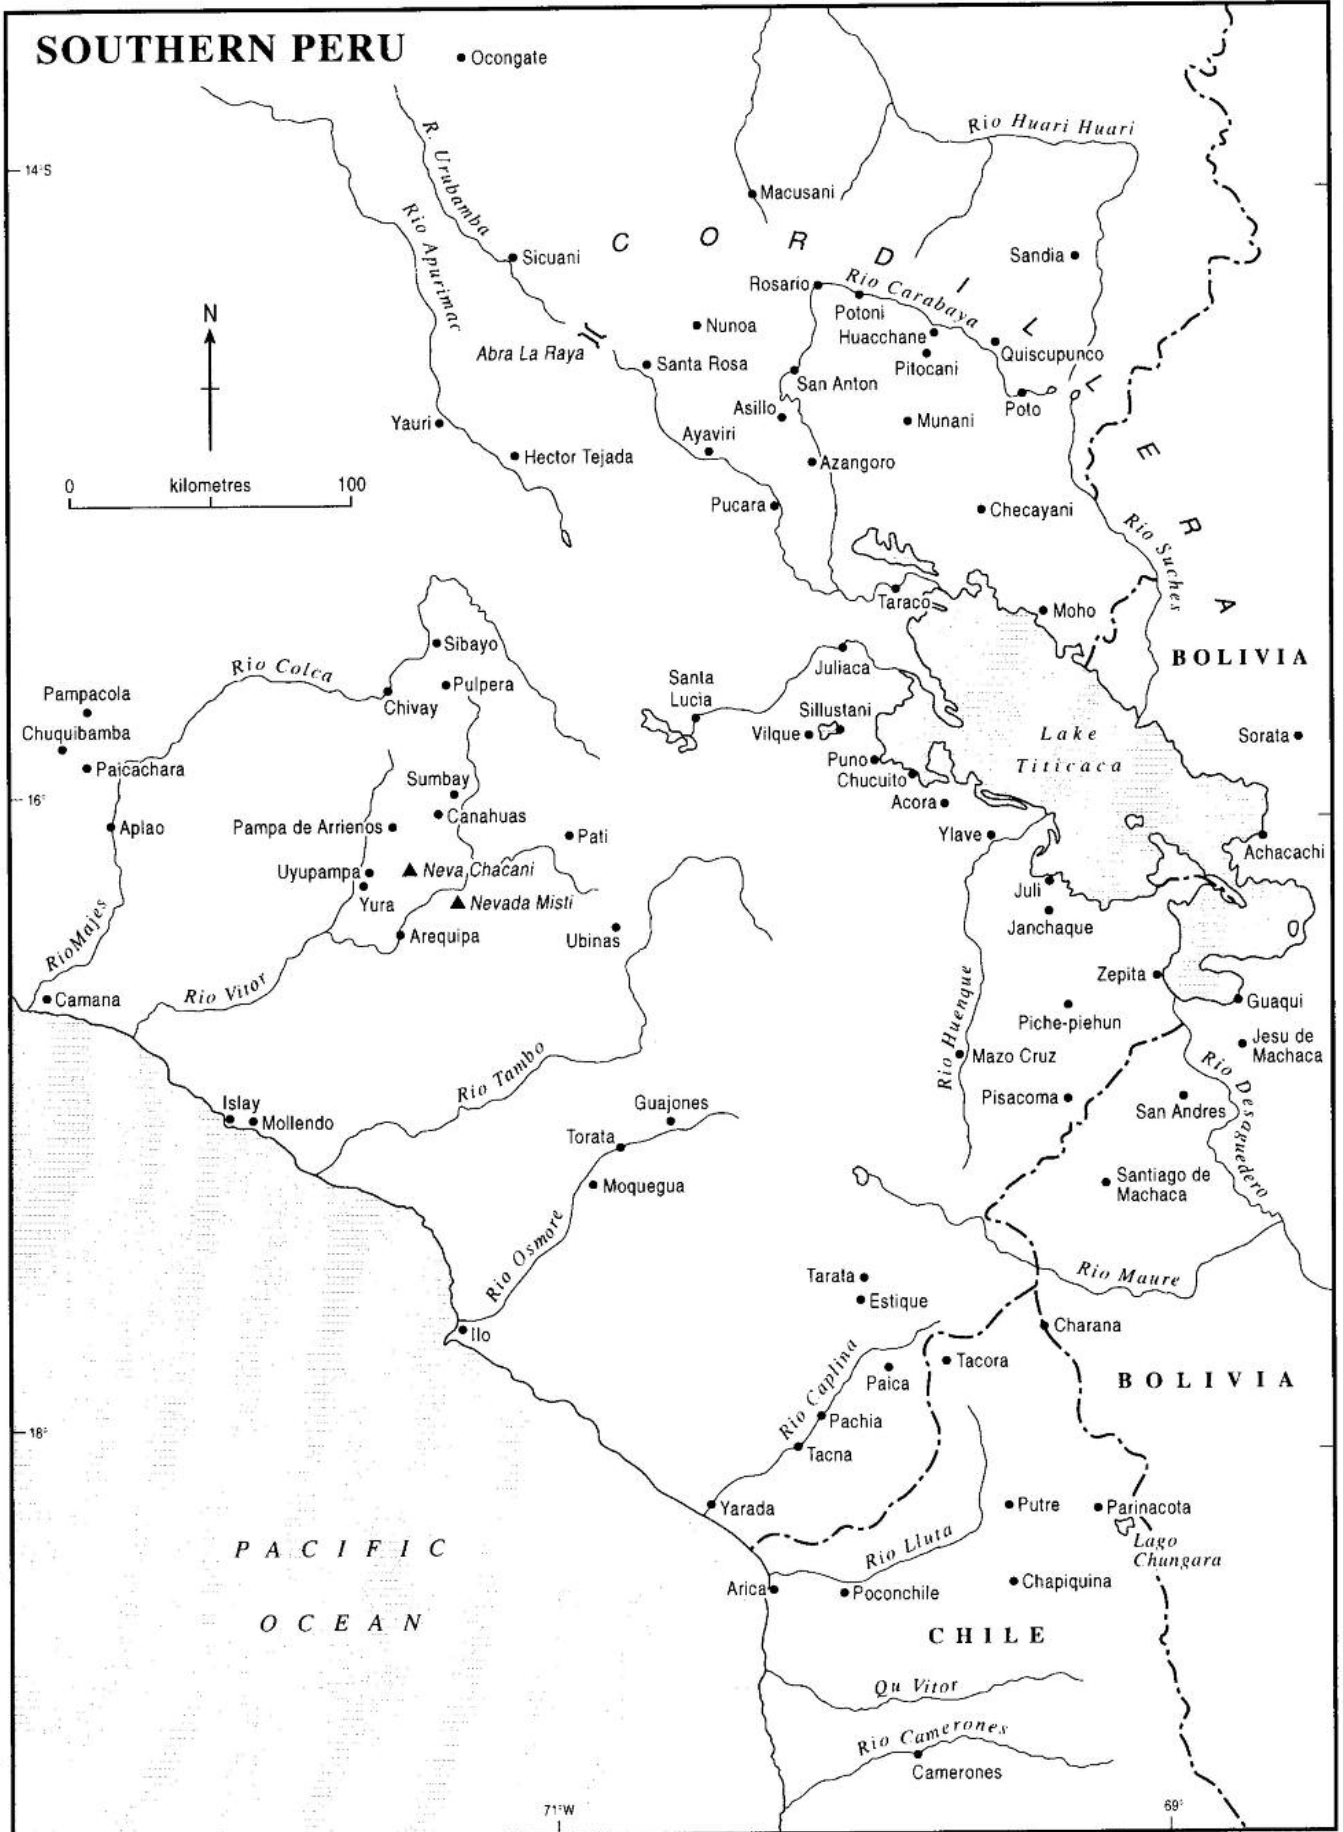 SOUTHERN PERU
Ocongate
R. Urubamba
Rio Huari Huari
14°S
Macusani
Rio Apurimac
CORDILLERA
Sicuani
Sandia
Rosario
Rio Carabaya
Potoni
N
Nunoa
Huacchane
Quiscupunco
Abra La Raya
Santa Rosa
Pitocani
San Anton
Poto
Asillo
Yauri
Munani
Ayaviri
Hector Tejada
Azangoro
0 kilometres 100
Pucara
Checayani
Rio Suches
Taraco
Moho
Sibayo
BOLIVIA
Rio Colca
Juliaca
Pulpera
Santa
Lucia
Pampacola
Chivay
Sillustani
Chuquibamba
Vilque
Lake
Titicaca
Sorata
Paicachara
Puno
Chucuito
Sumbay
16°
Acora
Canahuas
Aplao
Pampa de Arrienos
Pati
Ylave
Achacachi
Uyupampa
Neva Chacani
Juli
Yura
Nevada Misti
Janchaque
Rio Majes
Arequipa
Ubinas
Zepita
Camana
Rio Vitor
Guaqui
Rio Huenque
Piche-piehun
Jesu de
Machaca
Mazo Cruz
Rio Tambo
Rio Desaguedero
Islay
Guajones
Pisacoma
San Andres
Mollendo
Torata
Santiago de
Machaca
Moquegua
Rio Osmore
Tarata
Rio Maure
Estique
Ilo
Charana
Rio Caplina
Tacora
Paica
BOLIVIA
Pachia
18°
Tacna
Yarada
Putre
Parinacota
PACIFIC
OCEAN
Rio Lluta
Lago
Chungara
Arica
Poconchile
Chapiquina
CHILE
Qu Vitor
Rio Camerones
Camerones
71°W
69°